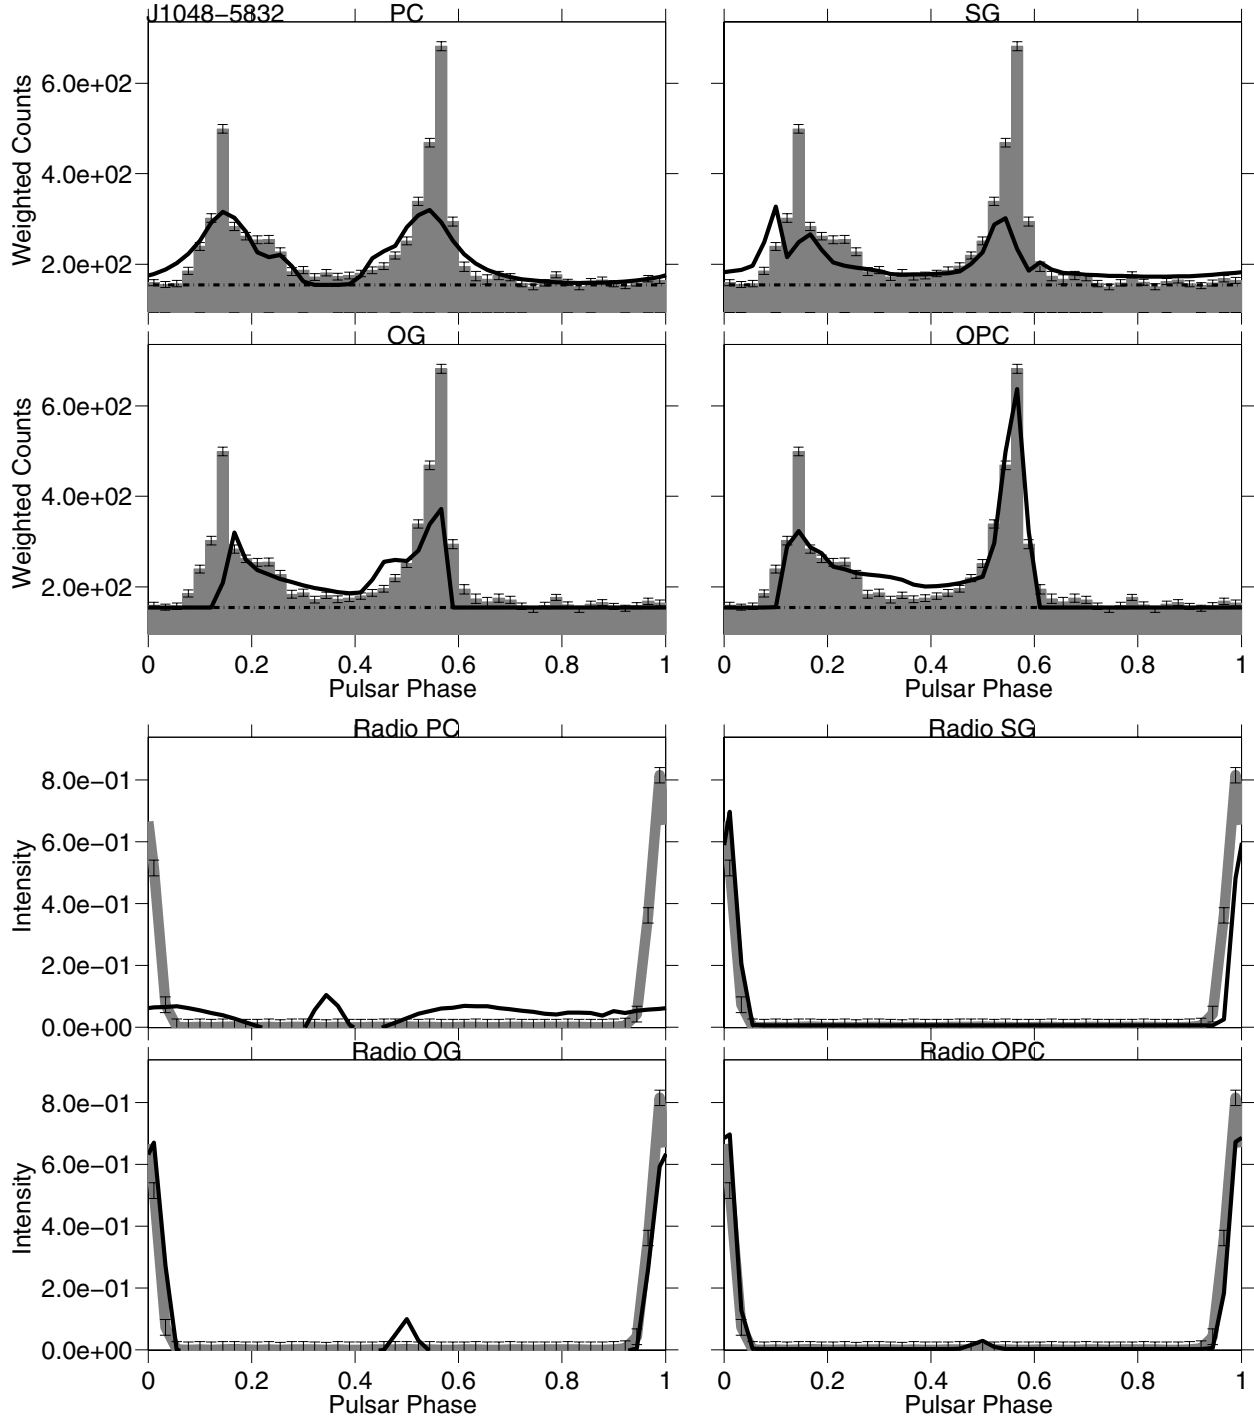 J1048−5832 PC SG
Weighted Counts
6.0e+02
4.0e+02
2.0e+02
OG OPC
Weighted Counts
6.0e+02
4.0e+02
2.0e+02
0 0.2 0.4 0.6 0.8 1 0 0.2 0.4 0.6 0.8 1
Pulsar Phase Pulsar Phase
Radio PC Radio SG
Intensity
8.0e−01
6.0e−01
4.0e−01
2.0e−01
0.0e+00
Radio OG Radio OPC
Intensity
8.0e−01
6.0e−01
4.0e−01
2.0e−01
0.0e+00
0 0.2 0.4 0.6 0.8 1 0 0.2 0.4 0.6 0.8 1
Pulsar Phase Pulsar Phase